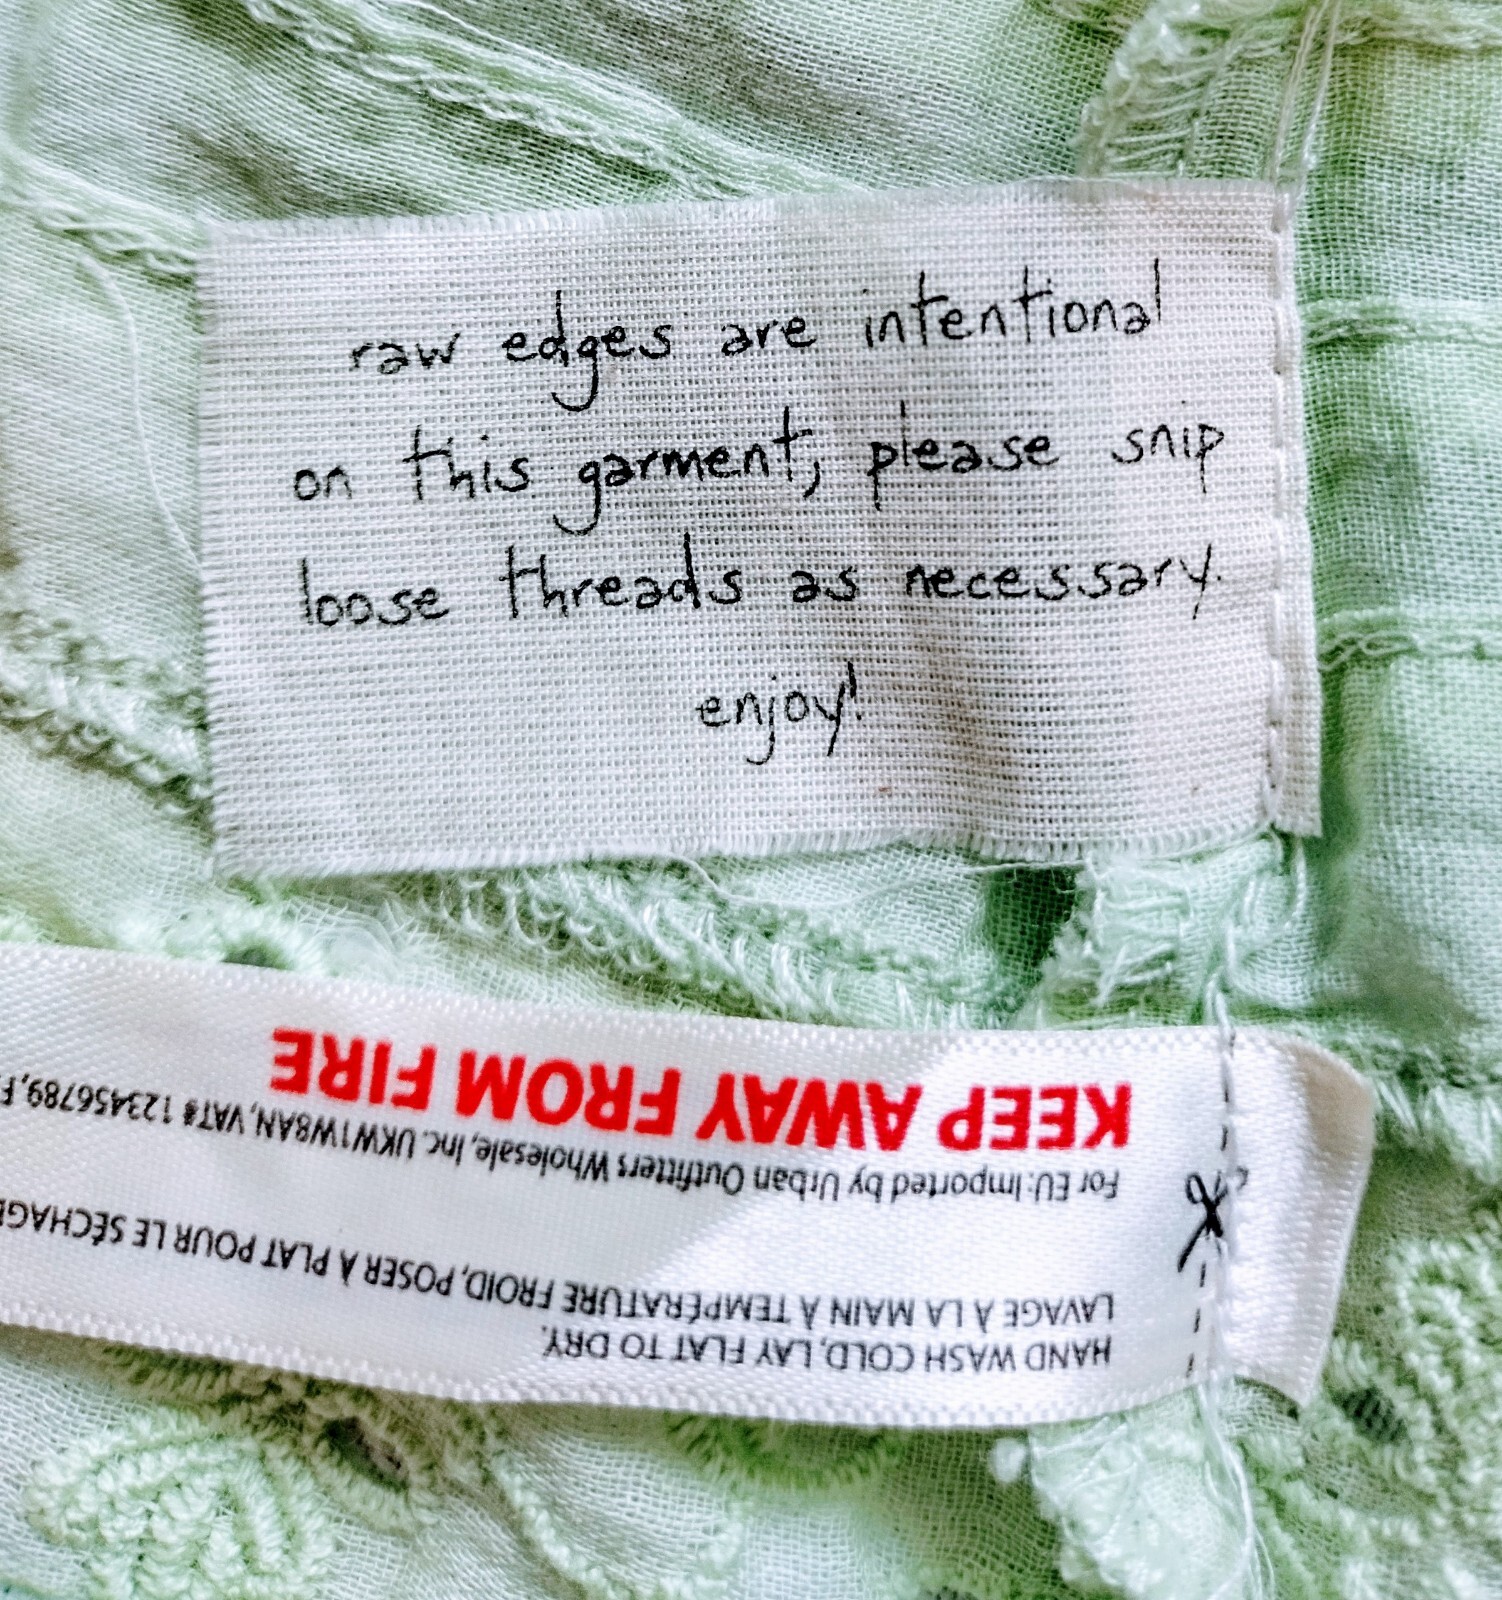 raw edges are intentional
on this garment, please snip
loose threads as necessary.
enjoy!
HAND WASH COLD, LAY FLAT TO DRY.
LAVAGE À LA MAIN À TEMPÉRATURE FROID, POSER À PLAT POUR LE
For EU: Imported by Urban Outfitters Wholesale, Inc. UKW1W8AN, VAT# 123456789,
KEEP AWAY FROM FIRE